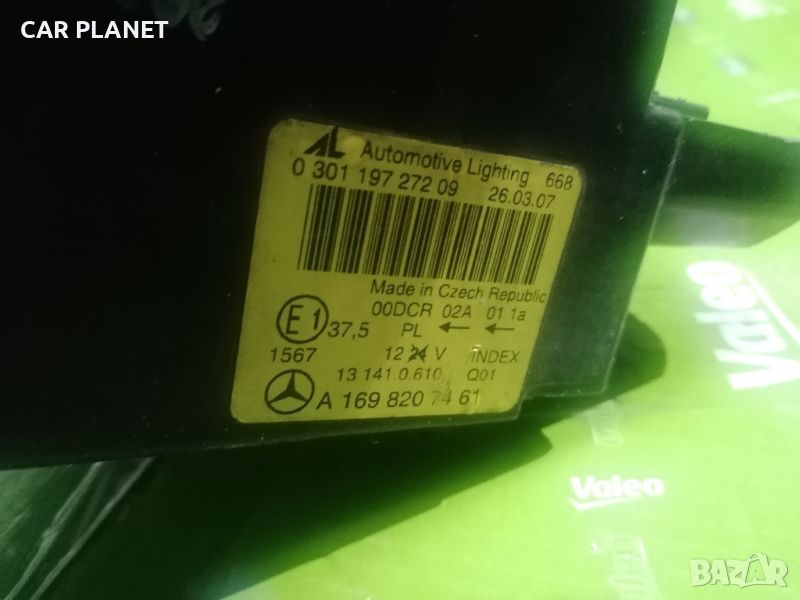 CAR PLANET
AL Automotive Lighting 668
0 301 197 272 09 26.03.07
Made in Czech Republic
00DCR 02A 01 1a
E1 37,5 PL ← ←
1567 12 24 V INDEX
13 141.0.610 Q01
A 169 820 74 61
Valeo
Valeo
BAZAR